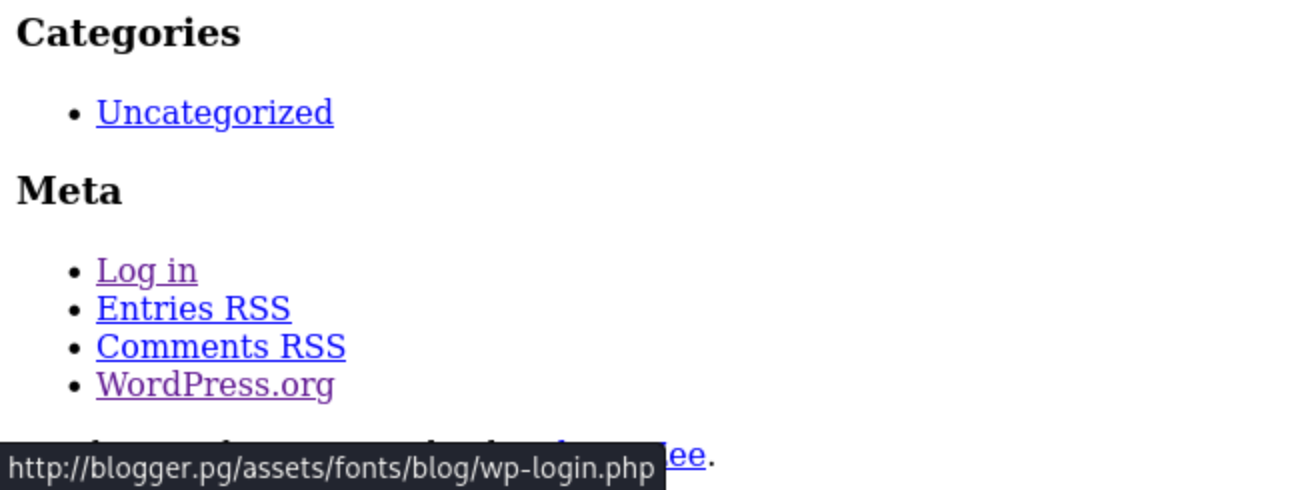 Categories
Uncategorized
Meta
Log in
Entries RSS
Comments RSS
WordPress.org
http://blogger.pg/assets/fonts/blog/wp-login.php